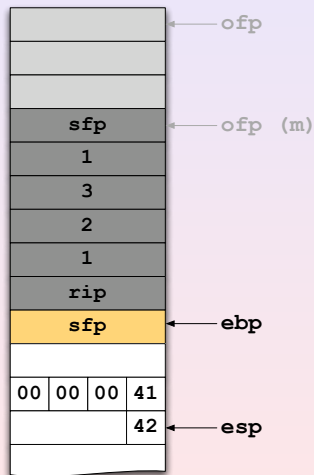 ofp
sfp ofp (m)
1
3
2
1
rip
sfp ebp
00 00 00 41
42 esp